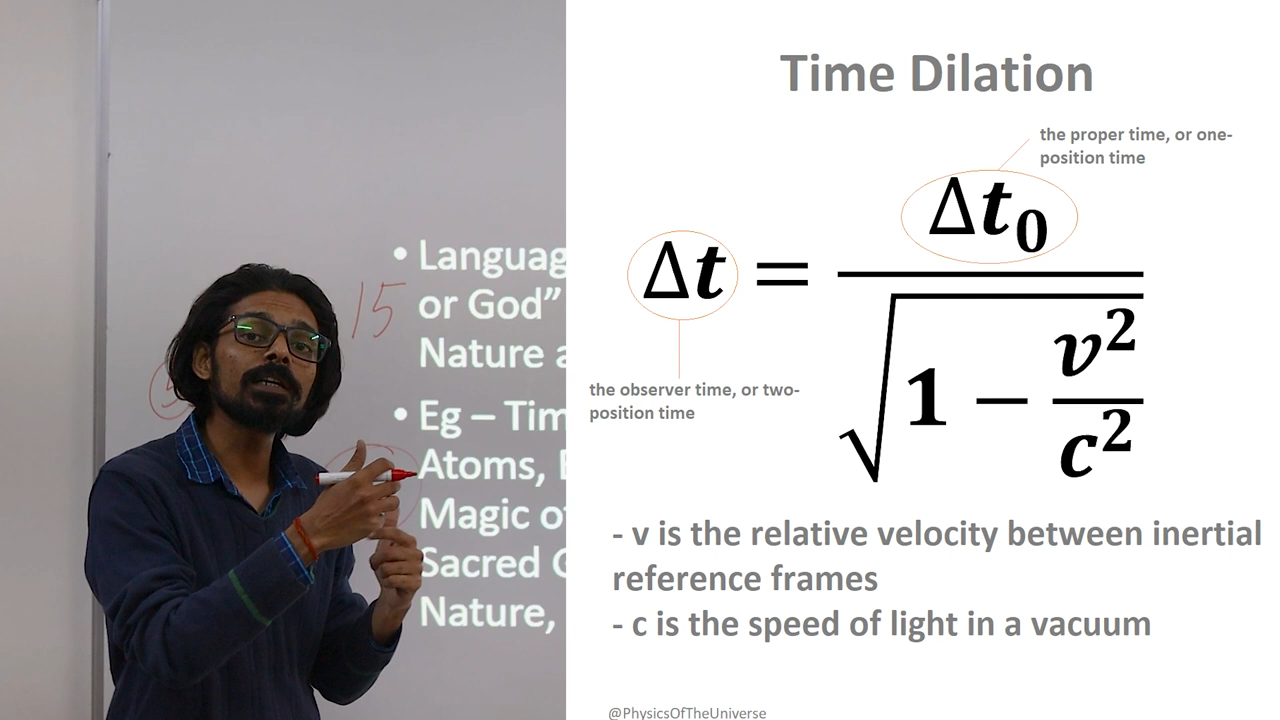 15
• Languag
or God”
Nature a
• Eg – Tim
Atoms,
Magic o
Sacred
Nature,
Time Dilation
the proper time, or one-
position time
Δt = Δt₀ / √(1 − v²/c²)
the observer time, or two-
position time
- v is the relative velocity between inertial
reference frames
- c is the speed of light in a vacuum
@PhysicsOfTheUniverse